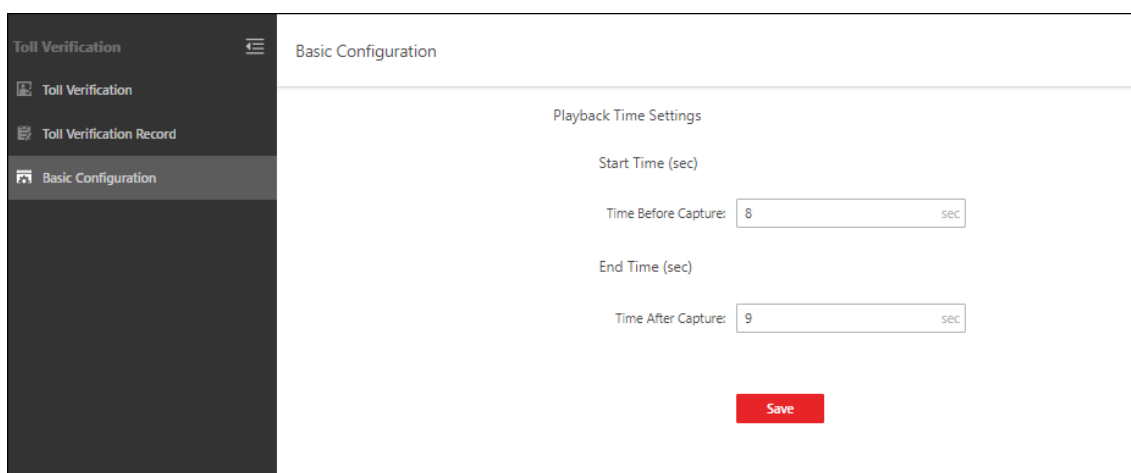 Toll Verification
Toll Verification
Toll Verification Record
Basic Configuration
Basic Configuration
Playback Time Settings
Start Time (sec)
Time Before Capture: 8 sec
End Time (sec)
Time After Capture: 9 sec
Save